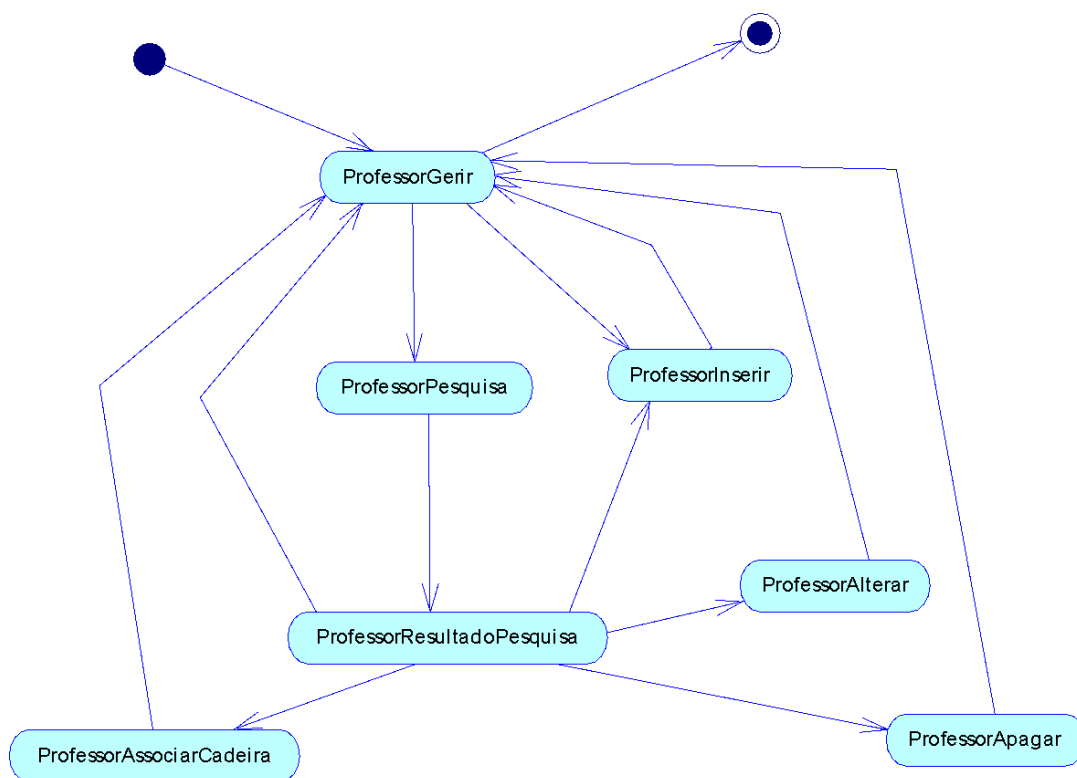 ProfessorGerir
ProfessorPesquisa
ProfessorInserir
ProfessorAlterar
ProfessorResultadoPesquisa
ProfessorApagar
ProfessorAssociarCadeira